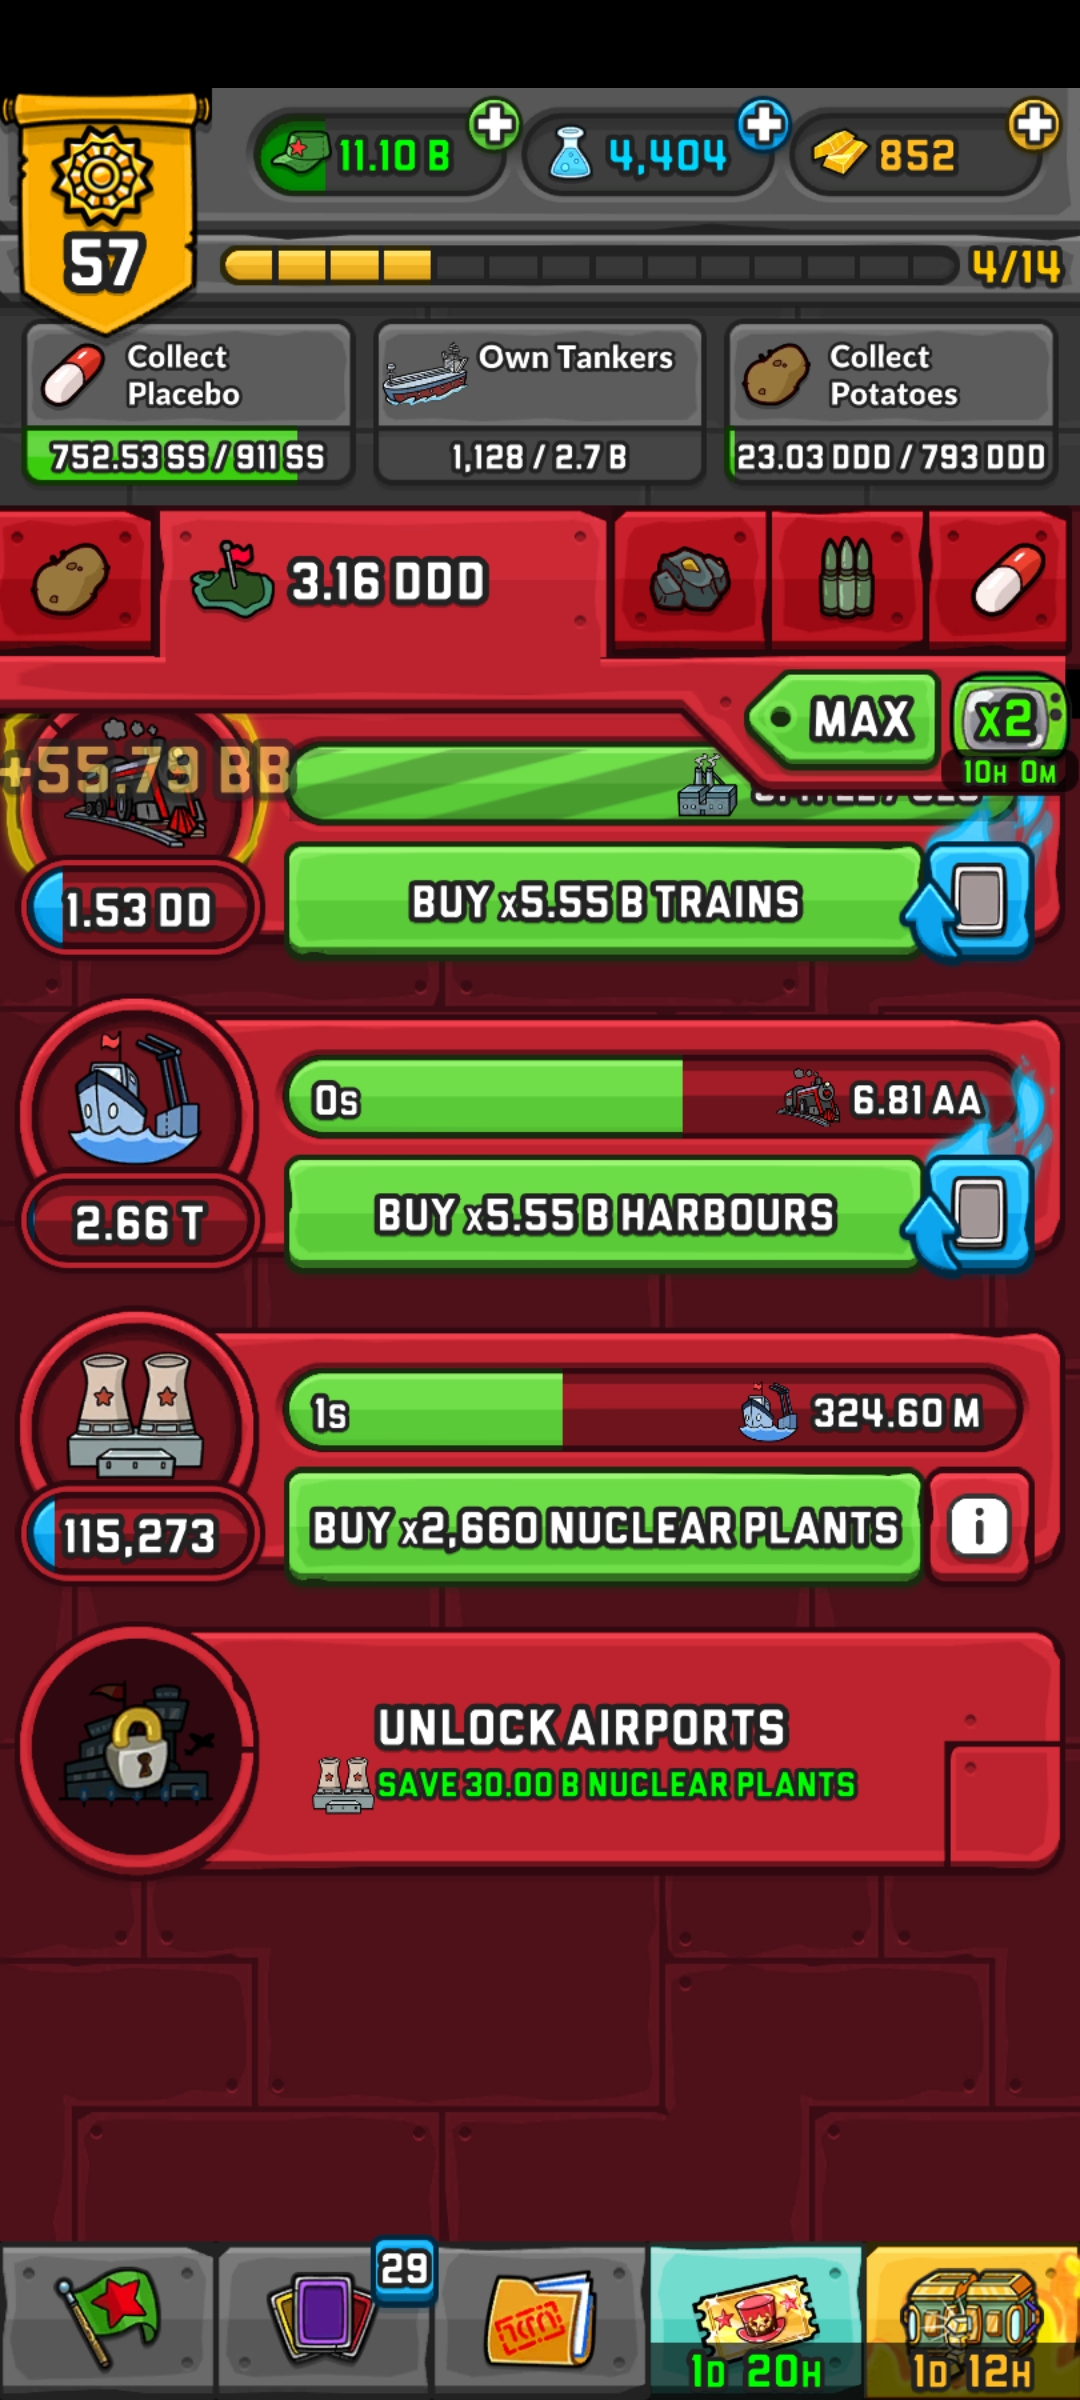 57
11.10 B
4,404
852
4/14
Collect
Placebo
752.53 SS / 911 SS
Own Tankers
1,128 / 2.7 B
Collect
Potatoes
23.03 DDD / 793 DDD
3.16 DDD
MAX
x2
10H 0M
+55.79 BB
1.53 DD
BUY x5.55 B TRAINS
0s
6.81 AA
2.66 T
BUY x5.55 B HARBOURS
1s
324.60 M
115,273
BUY x2,660 NUCLEAR PLANTS
i
UNLOCK AIRPORTS
SAVE 30.00 B NUCLEAR PLANTS
29
1D 20H
1D 12H